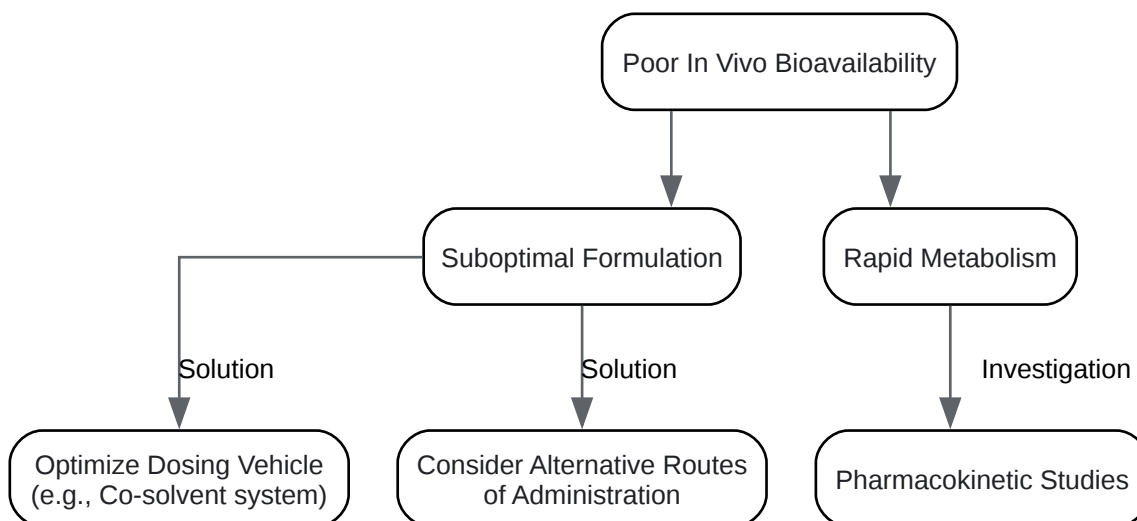 Poor In Vivo Bioavailability
Suboptimal Formulation
Rapid Metabolism
Solution
Solution
Investigation
Optimize Dosing Vehicle
(e.g., Co-solvent system)
Consider Alternative Routes
of Administration
Pharmacokinetic Studies